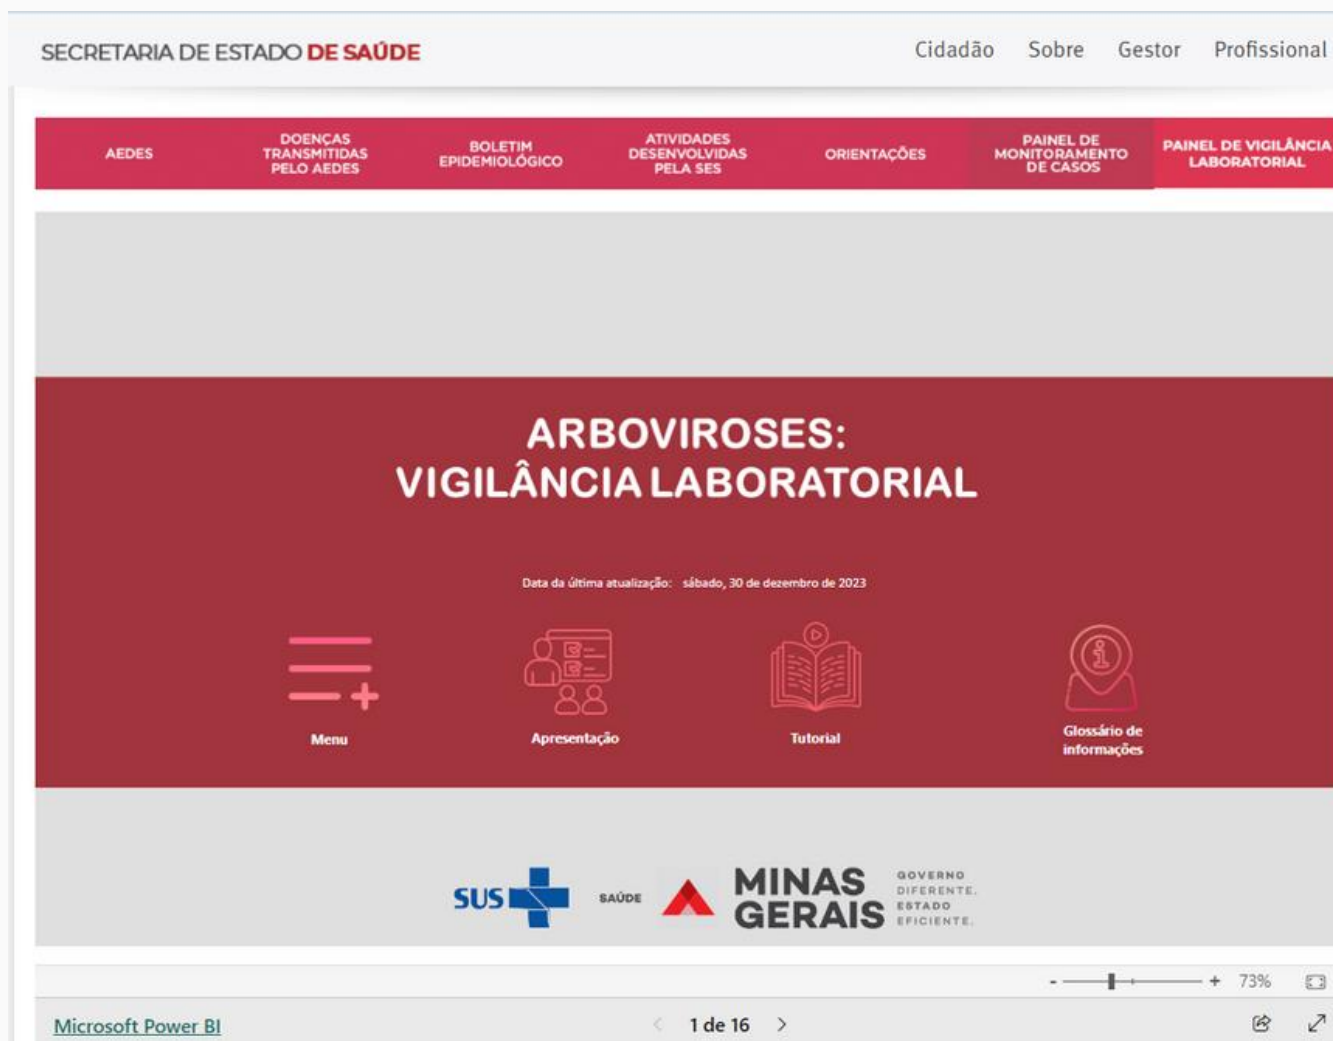 SECRETARIA DE ESTADO DE SAÚDE
Cidadão Sobre Gestor Profissional
AEDES
DOENÇAS
TRANSMITIDAS
PELO AEDES
BOLETIM
EPIDEMIOLÓGICO
ATIVIDADES
DESENVOLVIDAS
PELA SES
ORIENTAÇÕES
PAINEL DE
MONITORAMENTO
DE CASOS
PAINEL DE VIGILÂNCIA
LABORATORIAL
ARBOVIROSES:
VIGILÂNCIA LABORATORIAL
Data da última atualização: sábado, 30 de dezembro de 2023
Menu
Apresentação
Tutorial
Glossário de
informações
SUS
SAÚDE
MINAS
GERAIS
GOVERNO
DIFERENTE.
ESTADO
EFICIENTE.
- + 73%
Microsoft Power BI
< 1 de 16 >